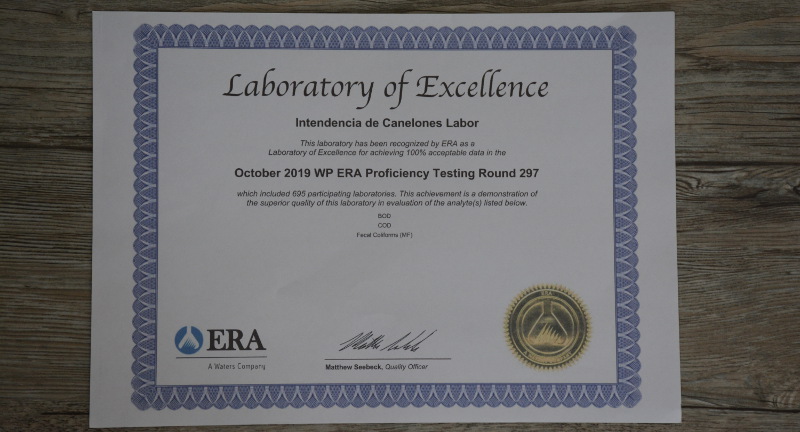 Laboratory of Excellence
Intendencia de Canelones Labor
This laboratory has been recognized by ERA as a
Laboratory of Excellence for achieving 100% acceptable data in the
October 2019 WP ERA Proficiency Testing Round 297
which included 695 participating laboratories. This achievement is a demonstration of
the superior quality of this laboratory in evaluation of the analyte(s) listed below.
BOD
COD
Fecal Coliforms (MF)
ERA
A Waters Company
Matthew Seebeck, Quality Officer
ERA